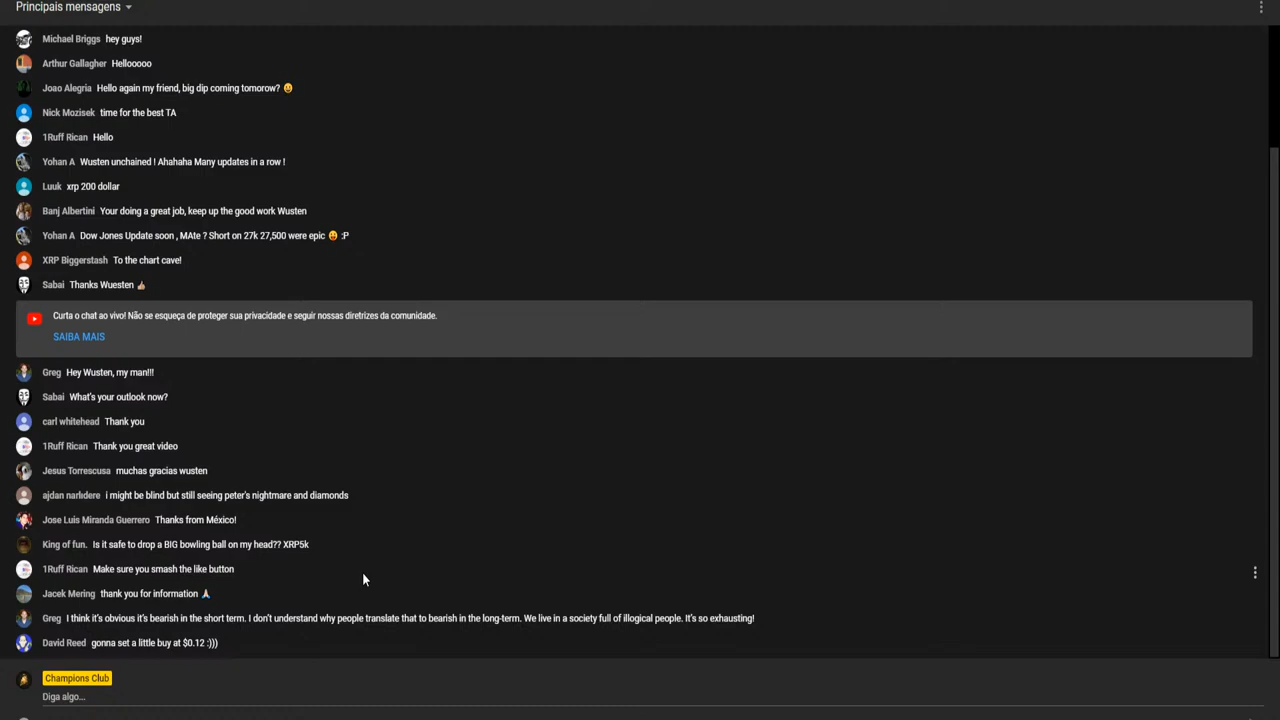 Principais mensagens
Michael Briggs hey guys!
Arthur Gallagher Hellooooo
Joao Alegria Hello again my friend, big dip coming tomorow? 😀
Nick Mozisek time for the best TA
1Ruff Rican Hello
Yohan A Wusten unchained ! Ahahaha Many updates in a row !
Luuk xrp 200 dollar
Banj Albertini Your doing a great job, keep up the good work Wusten
Yohan A Dow Jones Update soon , MAte ? Short on 27k 27,500 were epic 😛 :P
XRP Biggerstash To the chart cave!
Sabai Thanks Wuesten 👍🏼
Curta o chat ao vivo! Não se esqueça de proteger sua privacidade e seguir nossas diretrizes da comunidade.
SAIBA MAIS
Greg Hey Wusten, my man!!!
Sabai What's your outlook now?
carl whitehead Thank you
1Ruff Rican Thank you great video
Jesus Torrescusa muchas gracias wusten
ajdan narlıdere i might be blind but still seeing peter's nightmare and diamonds
Jose Luis Miranda Guerrero Thanks from México!
King of fun. Is it safe to drop a BIG bowling ball on my head?? XRP5k
1Ruff Rican Make sure you smash the like button
Jacek Mering thank you for information 🙏🏻
Greg I think it's obvious it's bearish in the short term. I don't understand why people translate that to bearish in the long-term. We live in a society full of illogical people. It's so exhausting!
David Reed gonna set a little buy at $0.12 :)))
Champions Club
Diga algo...